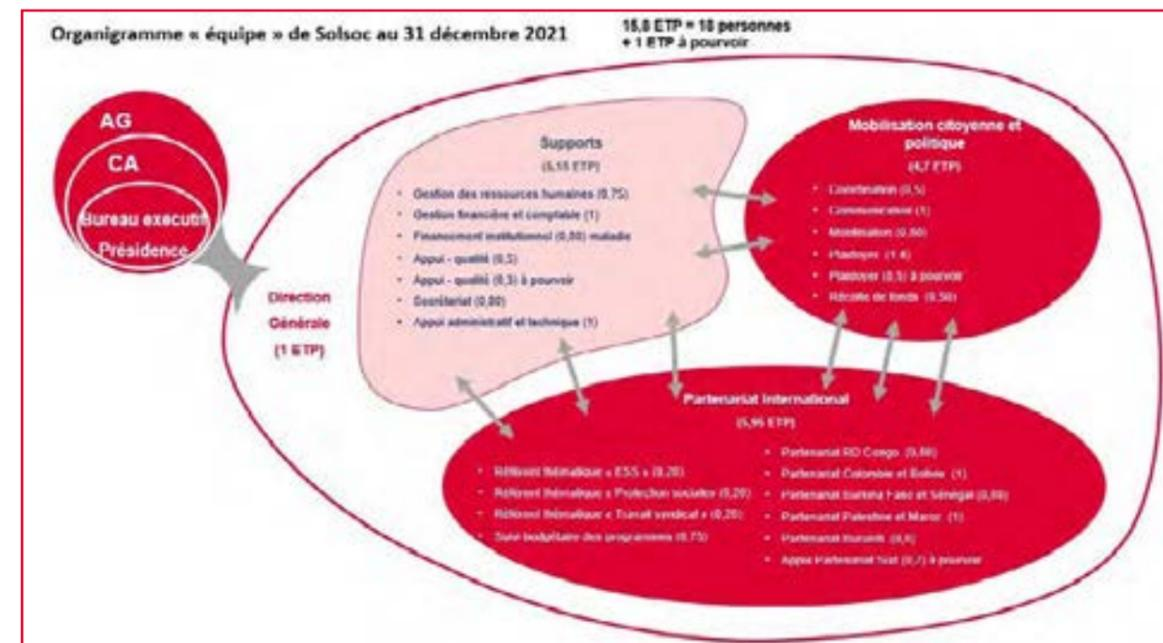 Organigramme « équipe » de Solsoc au 31 décembre 2021
15,8 ETP = 18 personnes
+ 1 ETP à pourvoir
AG
CA
Bureau executif
Présidence
Direction
Générale
(1 ETP)
Supports
(5,15 ETP)
• Gestion des ressources humaines (0,75)
• Gestion financière et comptable (1)
• Financement institutionnel (0,80) maladie
• Appui - qualité (0,5)
• Appui - qualité (0,3) à pourvoir
• Secrétariat (0,80)
• Appui administratif et technique (1)
Mobilisation citoyenne et
politique
(4,7 ETP)
• Coordination (0,5)
• Communication (1)
• Mobilisation (0,80)
• Plaidoyer
• Plaidoyer (0,5) à pourvoir
• Récolte de fonds (0,50)
Partenariat International
(5,95 ETP)
• Référent thématique « ESS » (0,20)
• Référent thématique « Protection sociale» (0,20)
• Référent thématique « Travail syndical » (0,20)
• Suivi budgétaire des programmes (0,75)
• Partenariat RD Congo (0,80)
• Partenariat Colombie et Bolivie (1)
• Partenariat Burkina Faso et Sénégal (0,80)
• Partenariat Palestine et Maroc (1)
• Partenariat Burundi
• Appui Partenariat Sud (0,7) à pourvoir